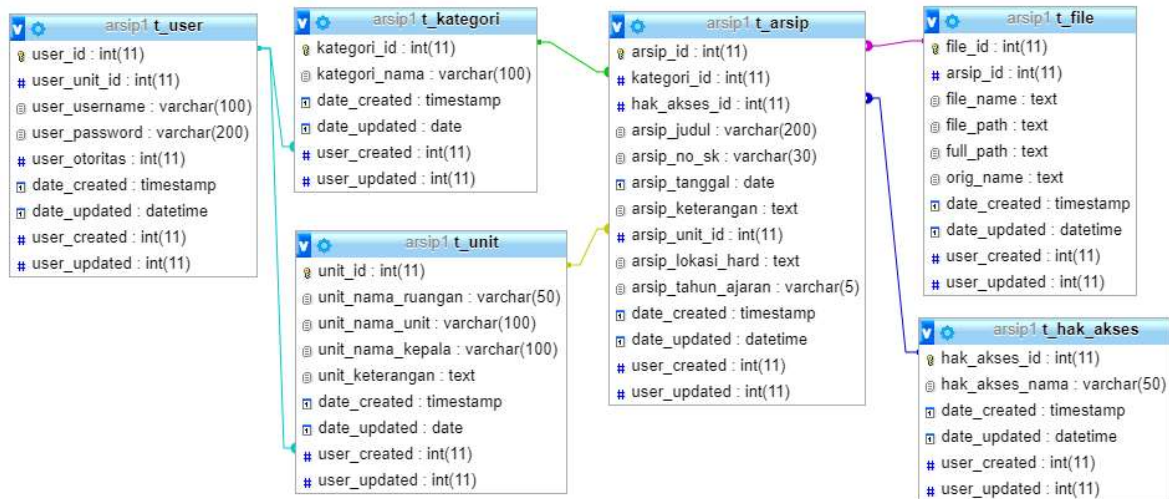 arsip1 t_user
user_id : int(11)
user_unit_id : int(11)
user_username : varchar(100)
user_password : varchar(200)
user_otoritas : int(11)
date_created : timestamp
date_updated : datetime
user_created : int(11)
user_updated : int(11)
arsip1 t_kategori
kategori_id : int(11)
kategori_nama : varchar(100)
date_created : timestamp
date_updated : date
user_created : int(11)
user_updated : int(11)
arsip1 t_unit
unit_id : int(11)
unit_nama_ruangan : varchar(50)
unit_nama_unit : varchar(100)
unit_nama_kepala : varchar(100)
unit_keterangan : text
date_created : timestamp
date_updated : date
user_created : int(11)
user_updated : int(11)
arsip1 t_arsip
arsip_id : int(11)
kategori_id : int(11)
hak_akses_id : int(11)
arsip_judul : varchar(200)
arsip_no_sk : varchar(30)
arsip_tanggal : date
arsip_keterangan : text
arsip_unit_id : int(11)
arsip_lokasi_hard : text
arsip_tahun_ajaran : varchar(5)
date_created : timestamp
date_updated : datetime
user_created : int(11)
user_updated : int(11)
arsip1 t_file
file_id : int(11)
arsip_id : int(11)
file_name : text
file_path : text
full_path : text
orig_name : text
date_created : timestamp
date_updated : datetime
user_created : int(11)
user_updated : int(11)
arsip1 t_hak_akses
hak_akses_id : int(11)
hak_akses_nama : varchar(50)
date_created : timestamp
date_updated : datetime
user_created : int(11)
user_updated : int(11)